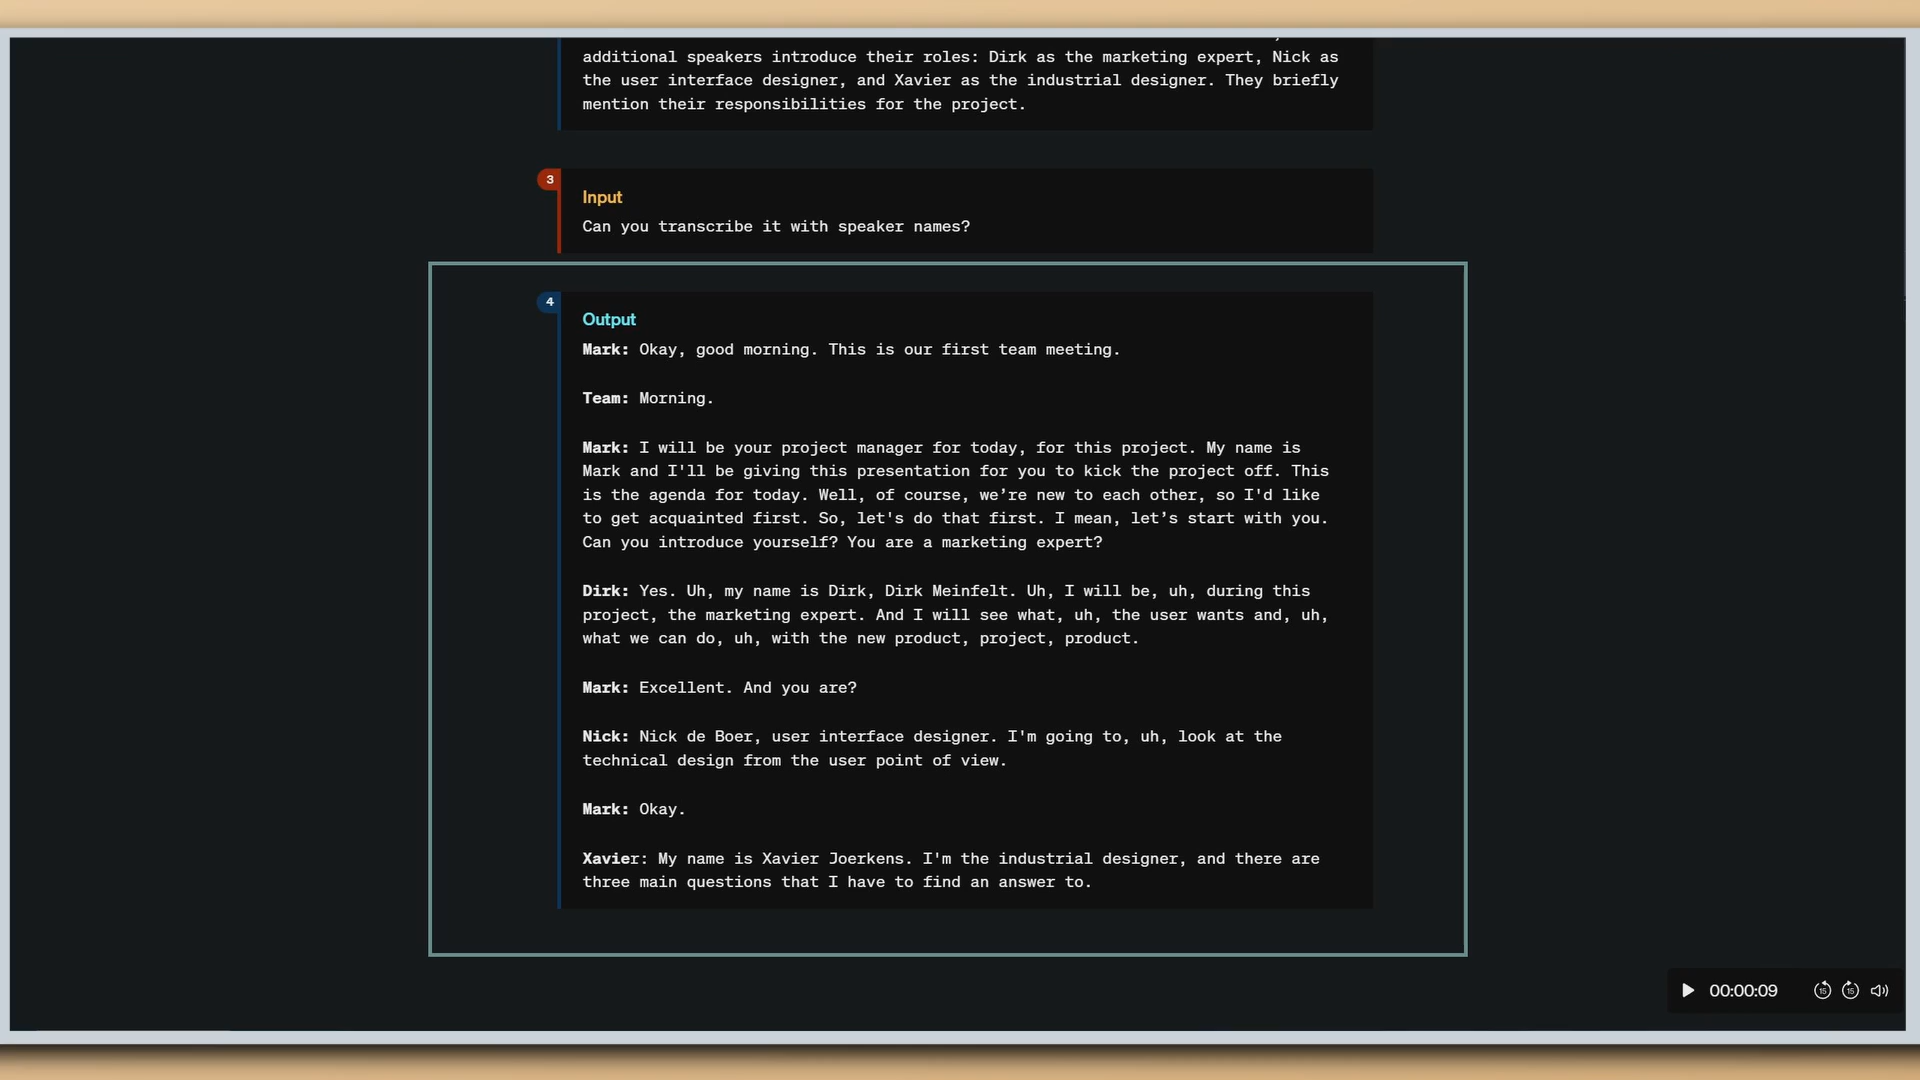 additional speakers introduce their roles: Dirk as the marketing expert, Nick as
the user interface designer, and Xavier as the industrial designer. They briefly
mention their responsibilities for the project.
3
Input
Can you transcribe it with speaker names?
4
Output
Mark: Okay, good morning. This is our first team meeting.
Team: Morning.
Mark: I will be your project manager for today, for this project. My name is
Mark and I'll be giving this presentation for you to kick the project off. This
is the agenda for today. Well, of course, we’re new to each other, so I'd like
to get acquainted first. So, let's do that first. I mean, let’s start with you.
Can you introduce yourself? You are a marketing expert?
Dirk: Yes. Uh, my name is Dirk, Dirk Meinfelt. Uh, I will be, uh, during this
project, the marketing expert. And I will see what, uh, the user wants and, uh,
what we can do, uh, with the new product, project, product.
Mark: Excellent. And you are?
Nick: Nick de Boer, user interface designer. I'm going to, uh, look at the
technical design from the user point of view.
Mark: Okay.
Xavier: My name is Xavier Joerkens. I'm the industrial designer, and there are
three main questions that I have to find an answer to.
00:00:09
15
15